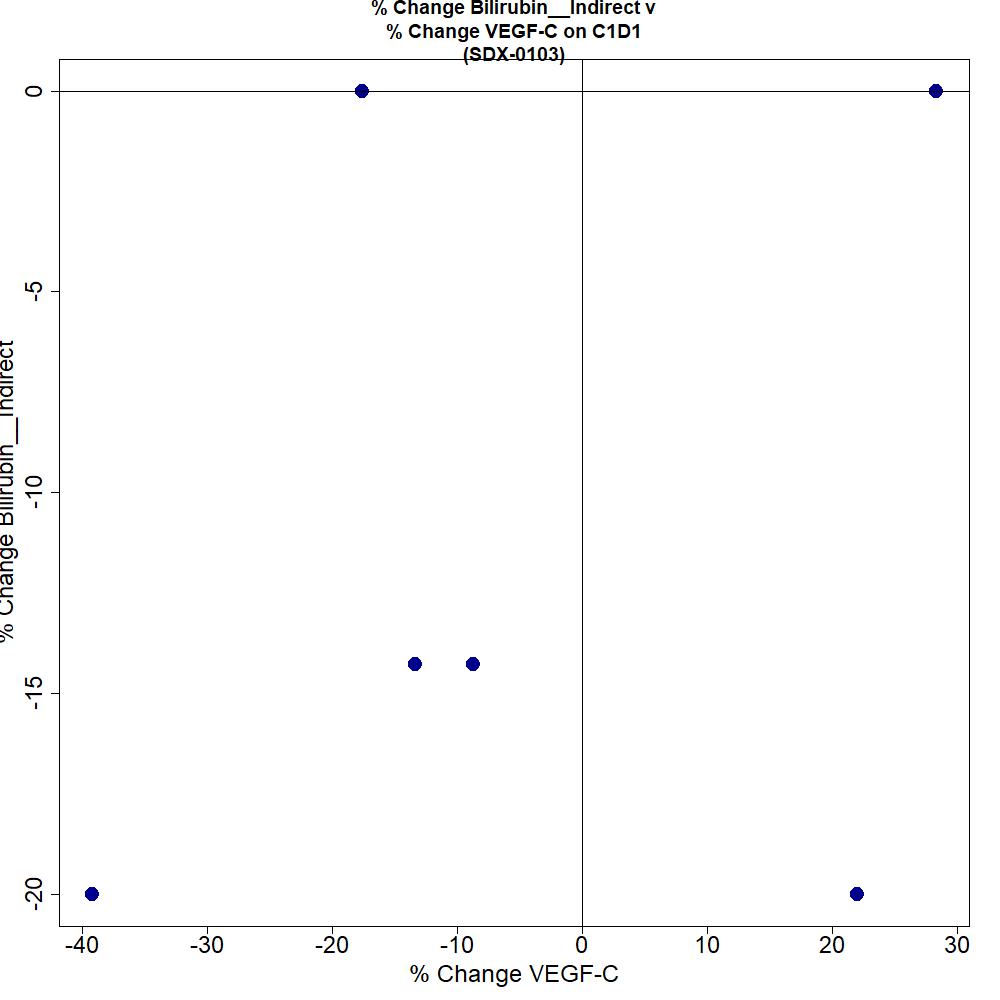 % Change Bilirubin__Indirect v
% Change VEGF-C on C1D1
(SDX-0103)
% Change Bilirubin__Indirect
0
-5
-10
-15
-20
-40
-30
-20
-10
0
10
20
30
% Change VEGF-C